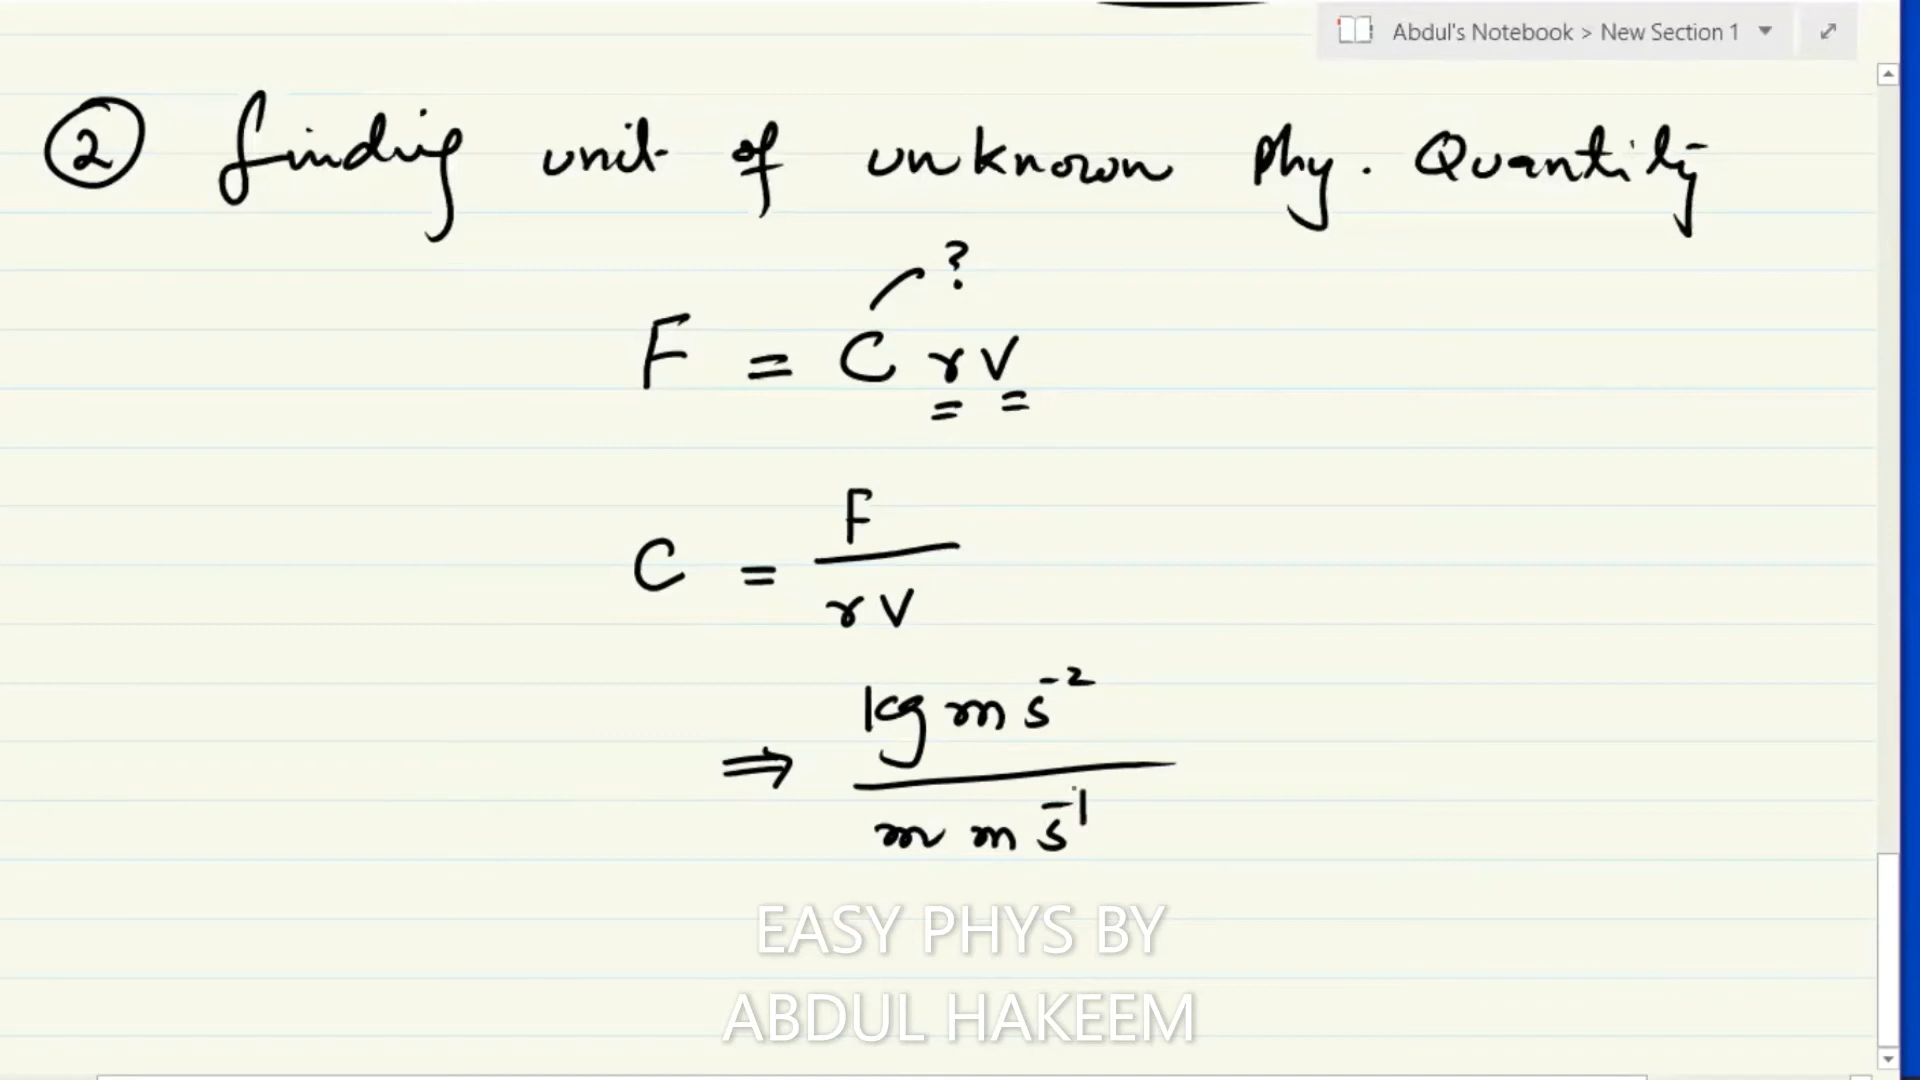 Abdul's Notebook > New Section 1
② finding unit of unknown Phy. Quantity
?
F = C r v
C = F / r v
⇒ kg m s⁻² / m m s⁻¹
EASY PHYS BY
ABDUL HAKEEM